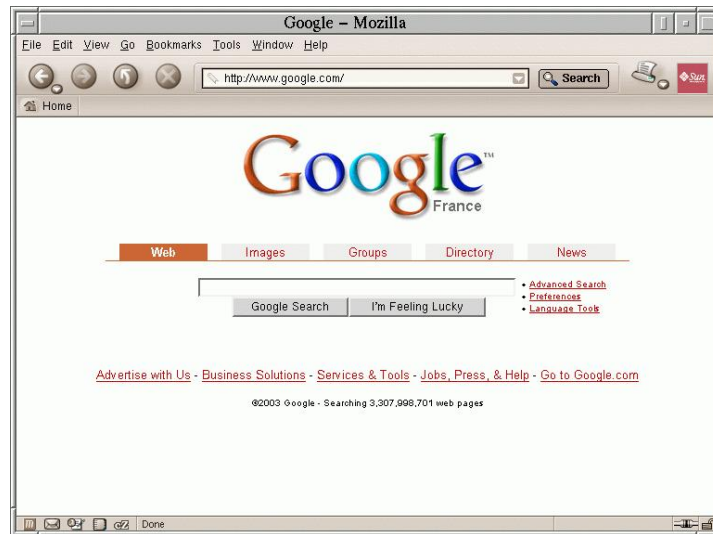 Google – Mozilla
File Edit View Go Bookmarks Tools Window Help
http://www.google.com/ Search Sun
Home
Google™
France
Web Images Groups Directory News
• Advanced Search
• Preferences
• Language Tools
Google Search I'm Feeling Lucky
Advertise with Us - Business Solutions - Services & Tools - Jobs, Press, & Help - Go to Google.com
©2003 Google - Searching 3,307,998,701 web pages
Done